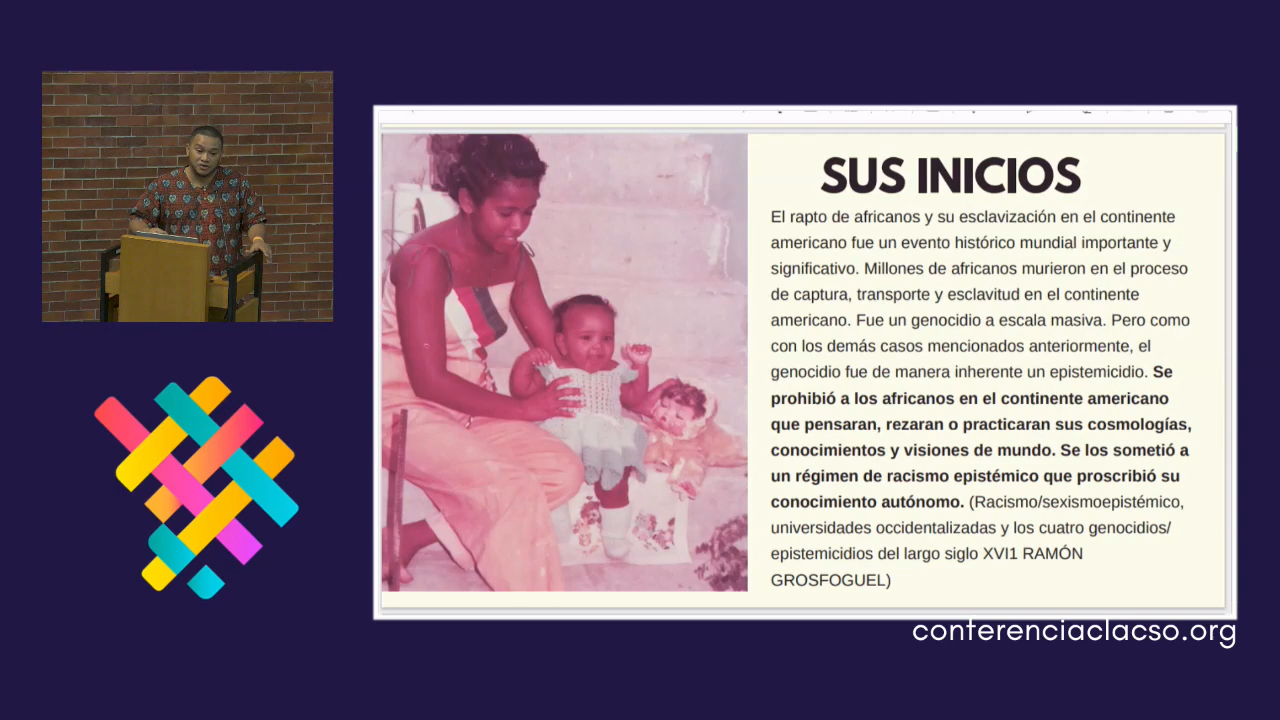 SUS INICIOS
El rapto de africanos y su esclavización en el continente
americano fue un evento histórico mundial importante y
significativo. Millones de africanos murieron en el proceso
de captura, transporte y esclavitud en el continente
americano. Fue un genocidio a escala masiva. Pero como
con los demás casos mencionados anteriormente, el
genocidio fue de manera inherente un epistemicidio. Se
prohibió a los africanos en el continente americano
que pensaran, rezaran o practicaran sus cosmologías,
conocimientos y visiones de mundo. Se los sometió a
un régimen de racismo epistémico que proscribió su
conocimiento autónomo. (Racismo/sexismoepistémico,
universidades occidentalizadas y los cuatro genocidios/
epistemicidios del largo siglo XVI1 RAMÓN
GROSFOGUEL)
conferenciaclacso.org